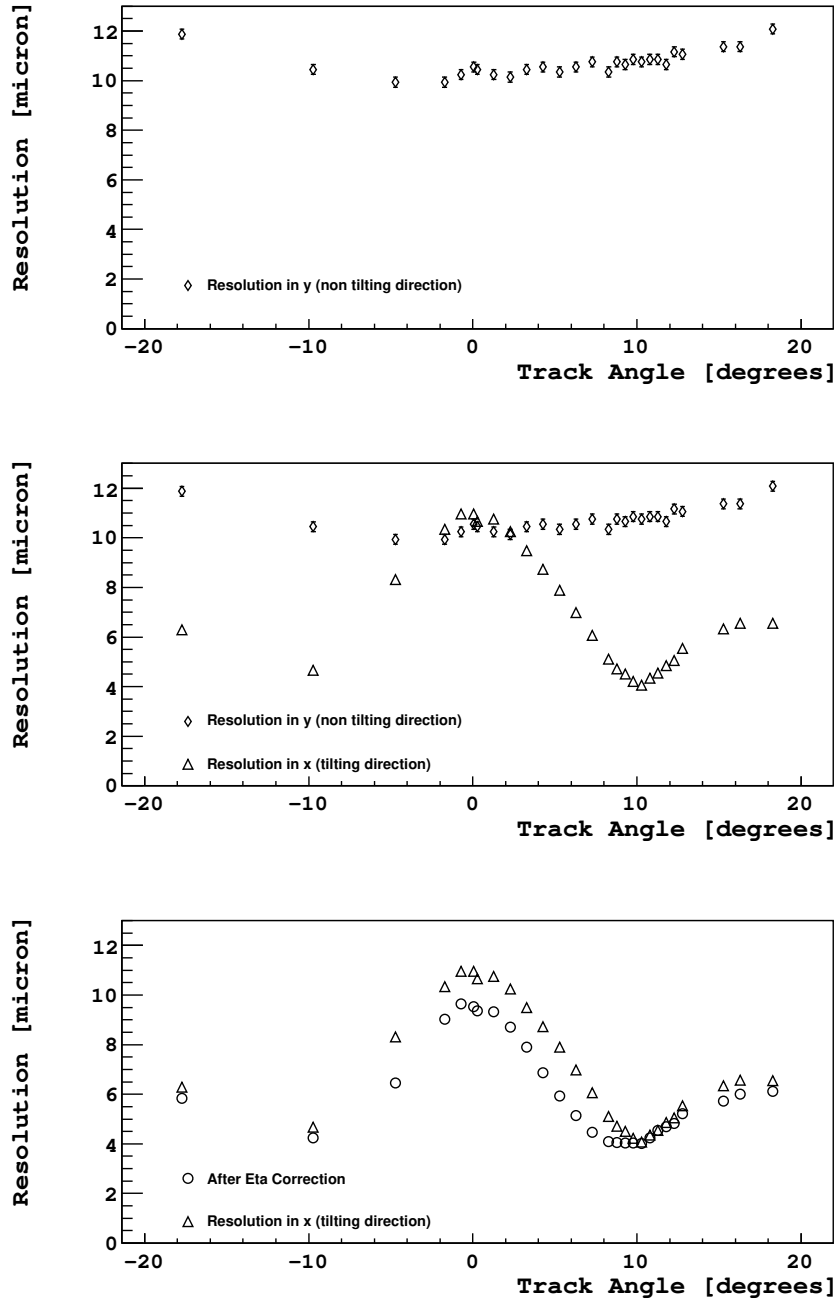 Resolution [micron]
12
10
8
6
4
2
0
Resolution in y (non tilting direction)
−20 −10 0 10 20
Track Angle [degrees]
Resolution [micron]
12
10
8
6
4
2
0
Resolution in y (non tilting direction)
Resolution in x (tilting direction)
−20 −10 0 10 20
Track Angle [degrees]
Resolution [micron]
12
10
8
6
4
2
0
After Eta Correction
Resolution in x (tilting direction)
−20 −10 0 10 20
Track Angle [degrees]